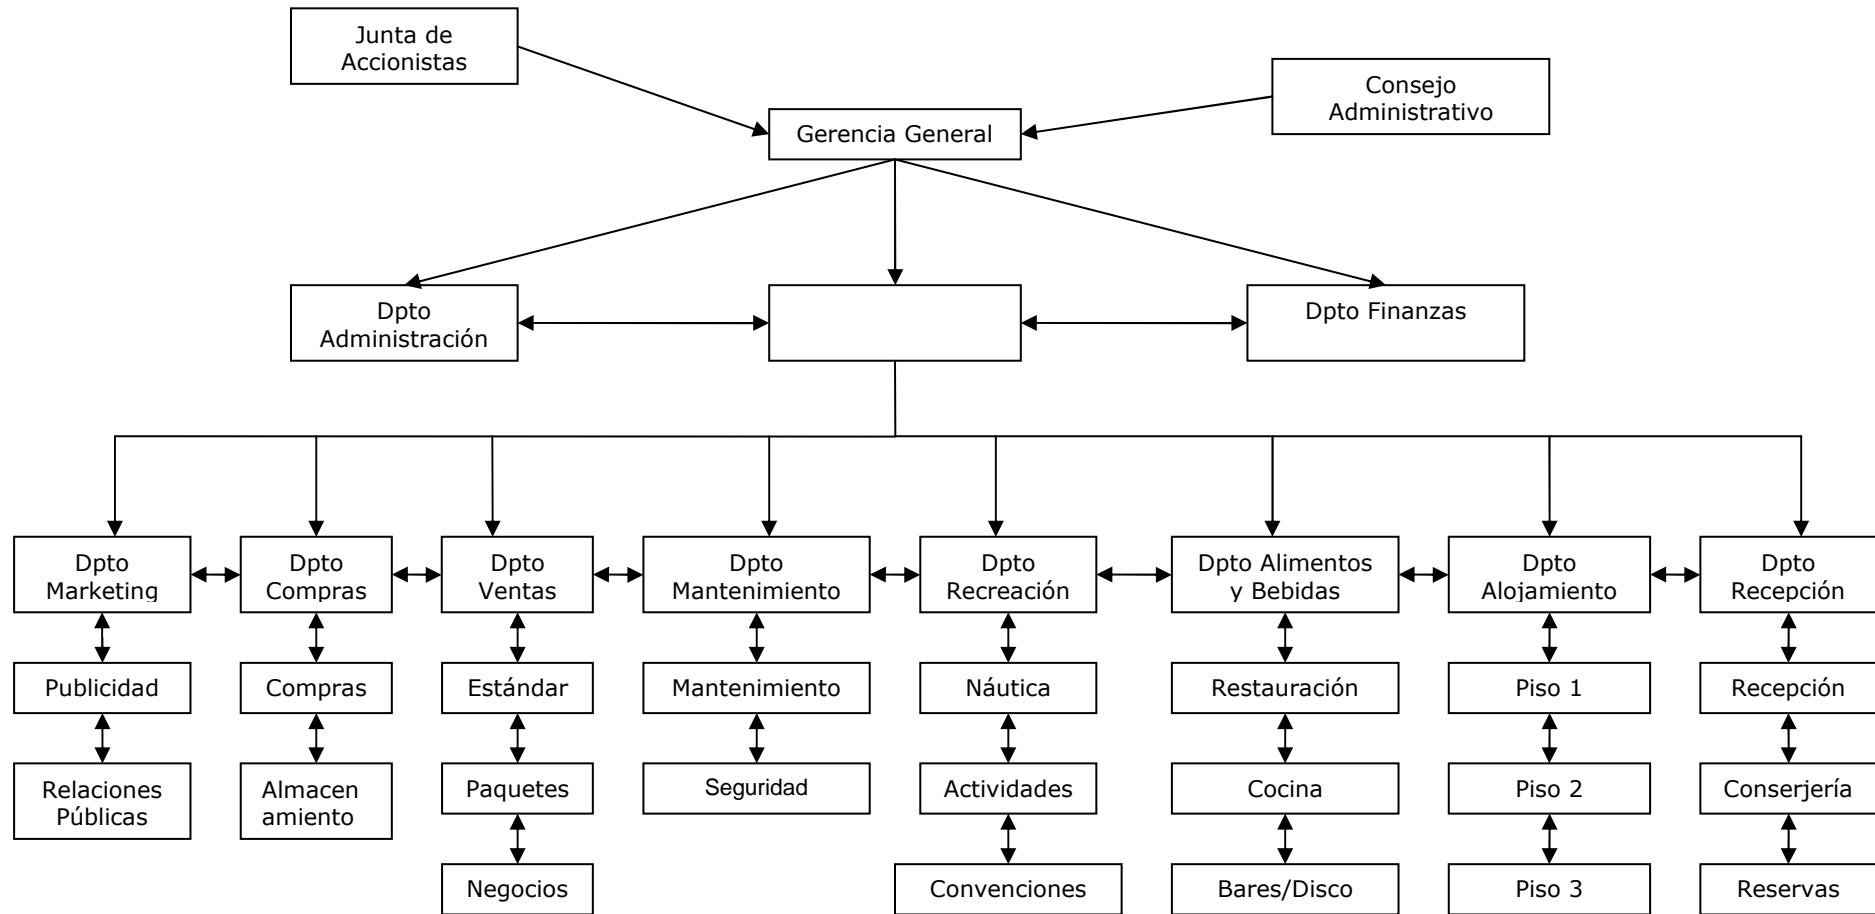 Junta de
Accionistas
Consejo
Administrativo
Gerencia General
Dpto
Administración
Dpto Finanzas
Dpto
Marketing
Dpto
Compras
Dpto
Ventas
Dpto
Mantenimiento
Dpto
Recreación
Dpto Alimentos
y Bebidas
Dpto
Alojamiento
Dpto
Recepción
Publicidad
Compras
Estándar
Mantenimiento
Náutica
Restauración
Piso 1
Recepción
Relaciones
Públicas
Almacen
amiento
Paquetes
Seguridad
Actividades
Cocina
Piso 2
Conserjería
Negocios
Convenciones
Bares/Disco
Piso 3
Reservas